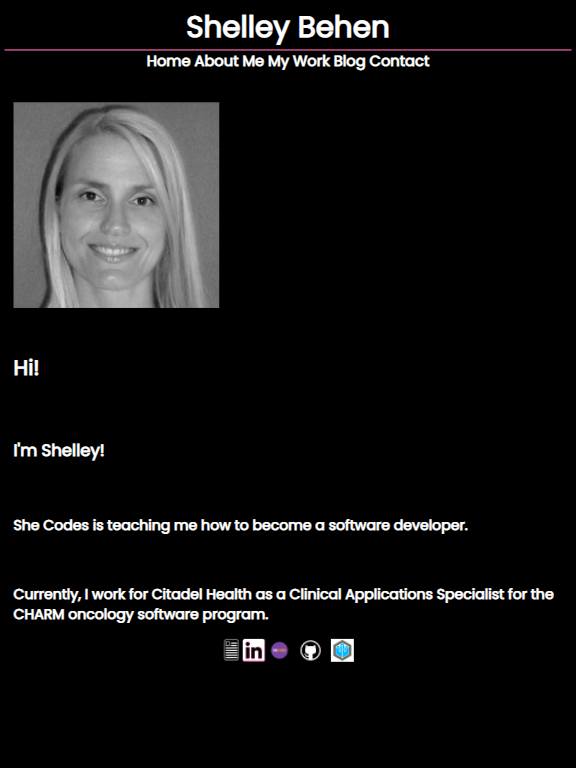 Shelley Behen
Home About Me My Work Blog Contact
Hi!
I'm Shelley!
She Codes is teaching me how to become a software developer.
Currently, I work for Citadel Health as a Clinical Applications Specialist for the
CHARM oncology software program.
in